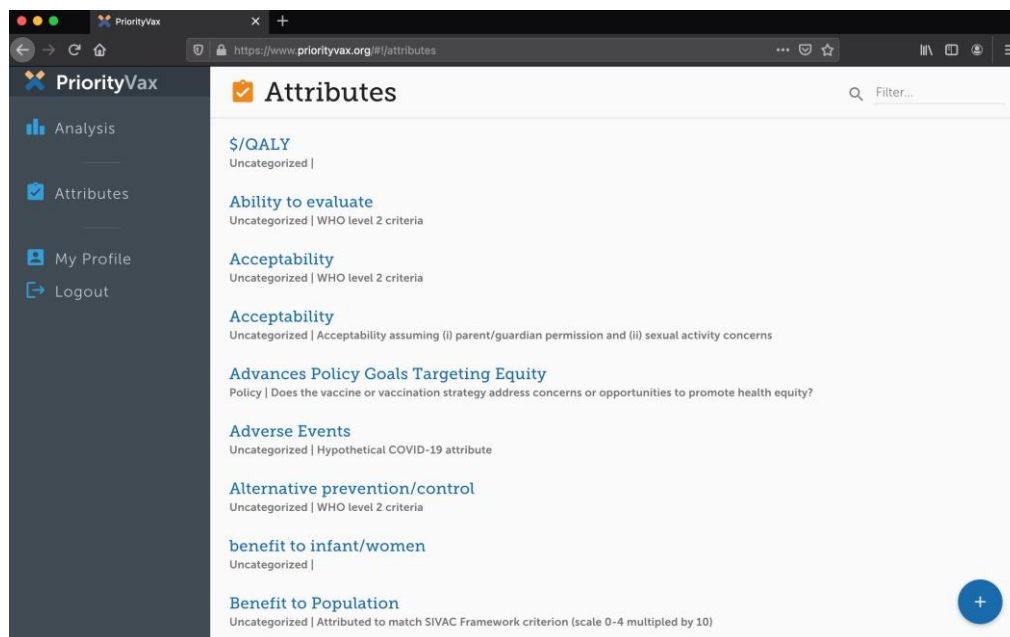 PriorityVax
https://www.priorityvax.org/#!/attributes
PriorityVax
Analysis
Attributes
My Profile
Logout
Attributes
Filter...
$/QALY
Uncategorized |
Ability to evaluate
Uncategorized | WHO level 2 criteria
Acceptability
Uncategorized | WHO level 2 criteria
Acceptability
Uncategorized | Acceptability assuming (i) parent/guardian permission and (ii) sexual activity concerns
Advances Policy Goals Targeting Equity
Policy | Does the vaccine or vaccination strategy address concerns or opportunities to promote health equity?
Adverse Events
Uncategorized | Hypothetical COVID-19 attribute
Alternative prevention/control
Uncategorized | WHO level 2 criteria
benefit to infant/women
Uncategorized |
Benefit to Population
Uncategorized | Attributed to match SIVAC Framework criterion (scale 0-4 multipled by 10)